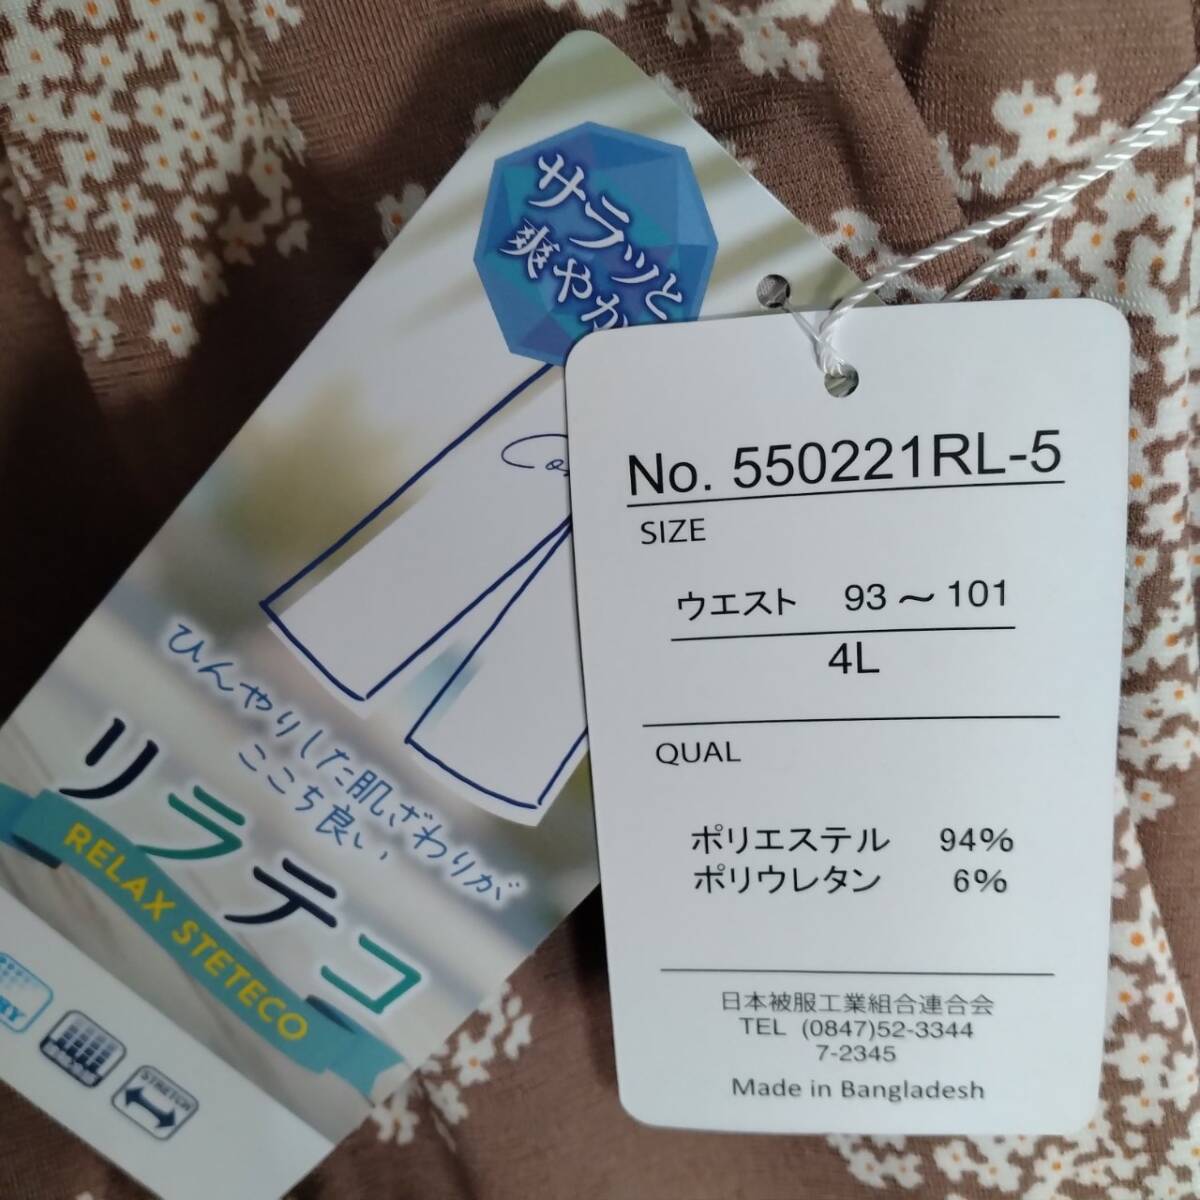 サラッと
爽やか
ひんやりした肌ざわりが
ここち良い
リラテコ
RELAX STETECO
STRETCH
No. 550221RL-5
SIZE
ウエスト 93～101
4L
QUAL
ポリエステル 94%
ポリウレタン 6%
日本被服工業組合連合会
TEL (0847)52-3344
7-2345
Made in Bangladesh